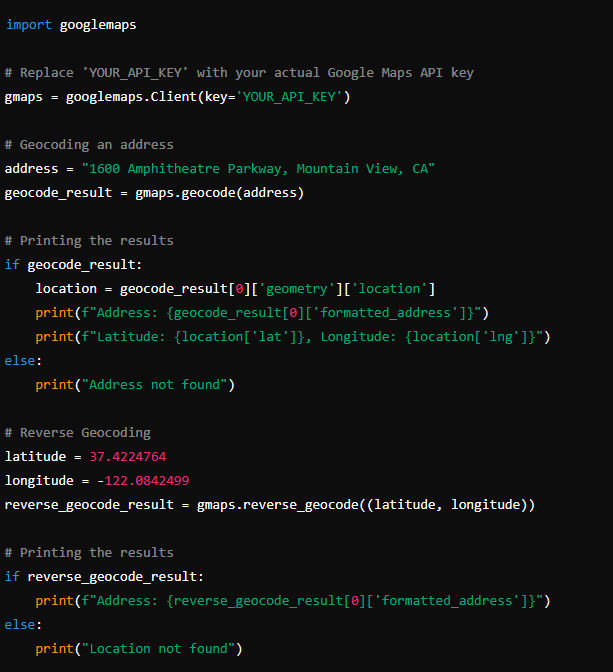 import googlemaps
# Replace 'YOUR_API_KEY' with your actual Google Maps API key
gmaps = googlemaps.Client(key='YOUR_API_KEY')
# Geocoding an address
address = "1600 Amphitheatre Parkway, Mountain View, CA"
geocode_result = gmaps.geocode(address)
# Printing the results
if geocode_result:
    location = geocode_result[0]['geometry']['location']
    print(f"Address: {geocode_result[0]['formatted_address']}")
    print(f"Latitude: {location['lat']}, Longitude: {location['lng']}")
else:
    print("Address not found")
# Reverse Geocoding
latitude = 37.4224764
longitude = -122.0842499
reverse_geocode_result = gmaps.reverse_geocode((latitude, longitude))
# Printing the results
if reverse_geocode_result:
    print(f"Address: {reverse_geocode_result[0]['formatted_address']}")
else:
    print("Location not found")